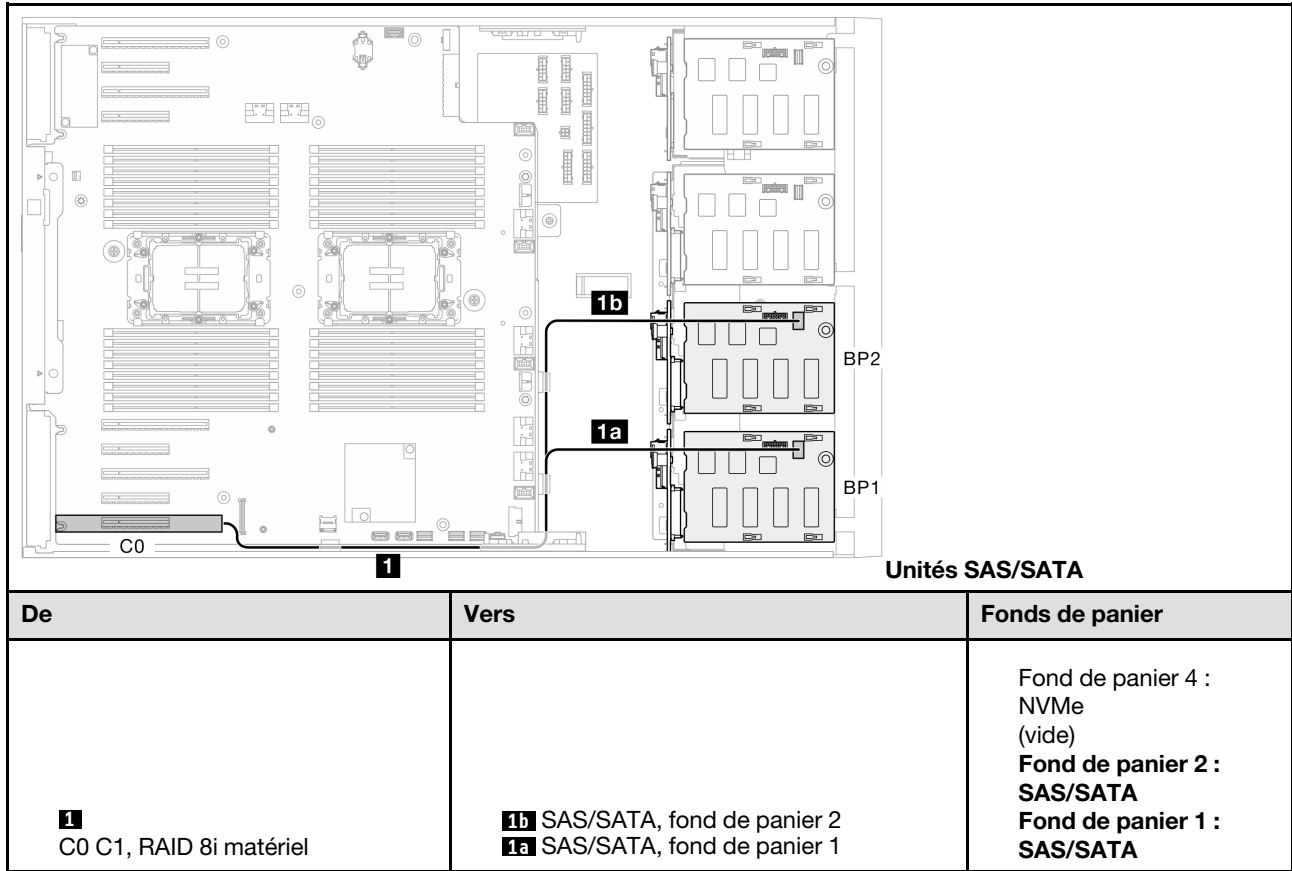 1b
BP2
1a
BP1
C0
1
Unités SAS/SATA
De
Vers
Fonds de panier
1
C0 C1, RAID 8i matériel
1b SAS/SATA, fond de panier 2
1a SAS/SATA, fond de panier 1
Fond de panier 4 :
NVMe
(vide)
Fond de panier 2 :
SAS/SATA
Fond de panier 1 :
SAS/SATA